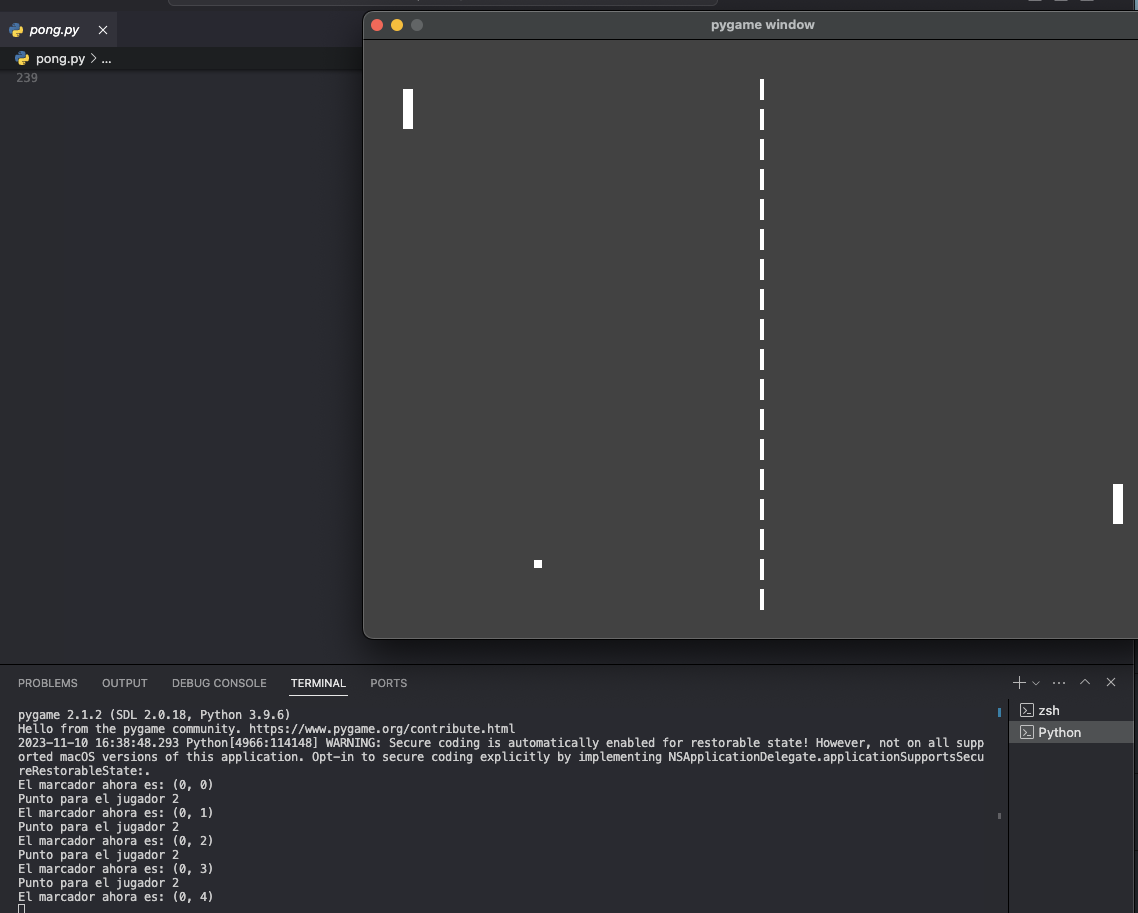 pong.py
pygame window
pong.py > ...
239
PROBLEMS OUTPUT DEBUG CONSOLE TERMINAL PORTS
zsh
Python
pygame 2.1.2 (SDL 2.0.18, Python 3.9.6)
Hello from the pygame community. https://www.pygame.org/contribute.html
2023-11-10 16:38:48.293 Python[4966:114148] WARNING: Secure coding is automatically enabled for restorable state! However, not on all supp
orted macOS versions of this application. Opt-in to secure coding explicitly by implementing NSApplicationDelegate.applicationSupportsSecu
reRestorableState:.
El marcador ahora es: (0, 0)
Punto para el jugador 2
El marcador ahora es: (0, 1)
Punto para el jugador 2
El marcador ahora es: (0, 2)
Punto para el jugador 2
El marcador ahora es: (0, 3)
Punto para el jugador 2
El marcador ahora es: (0, 4)